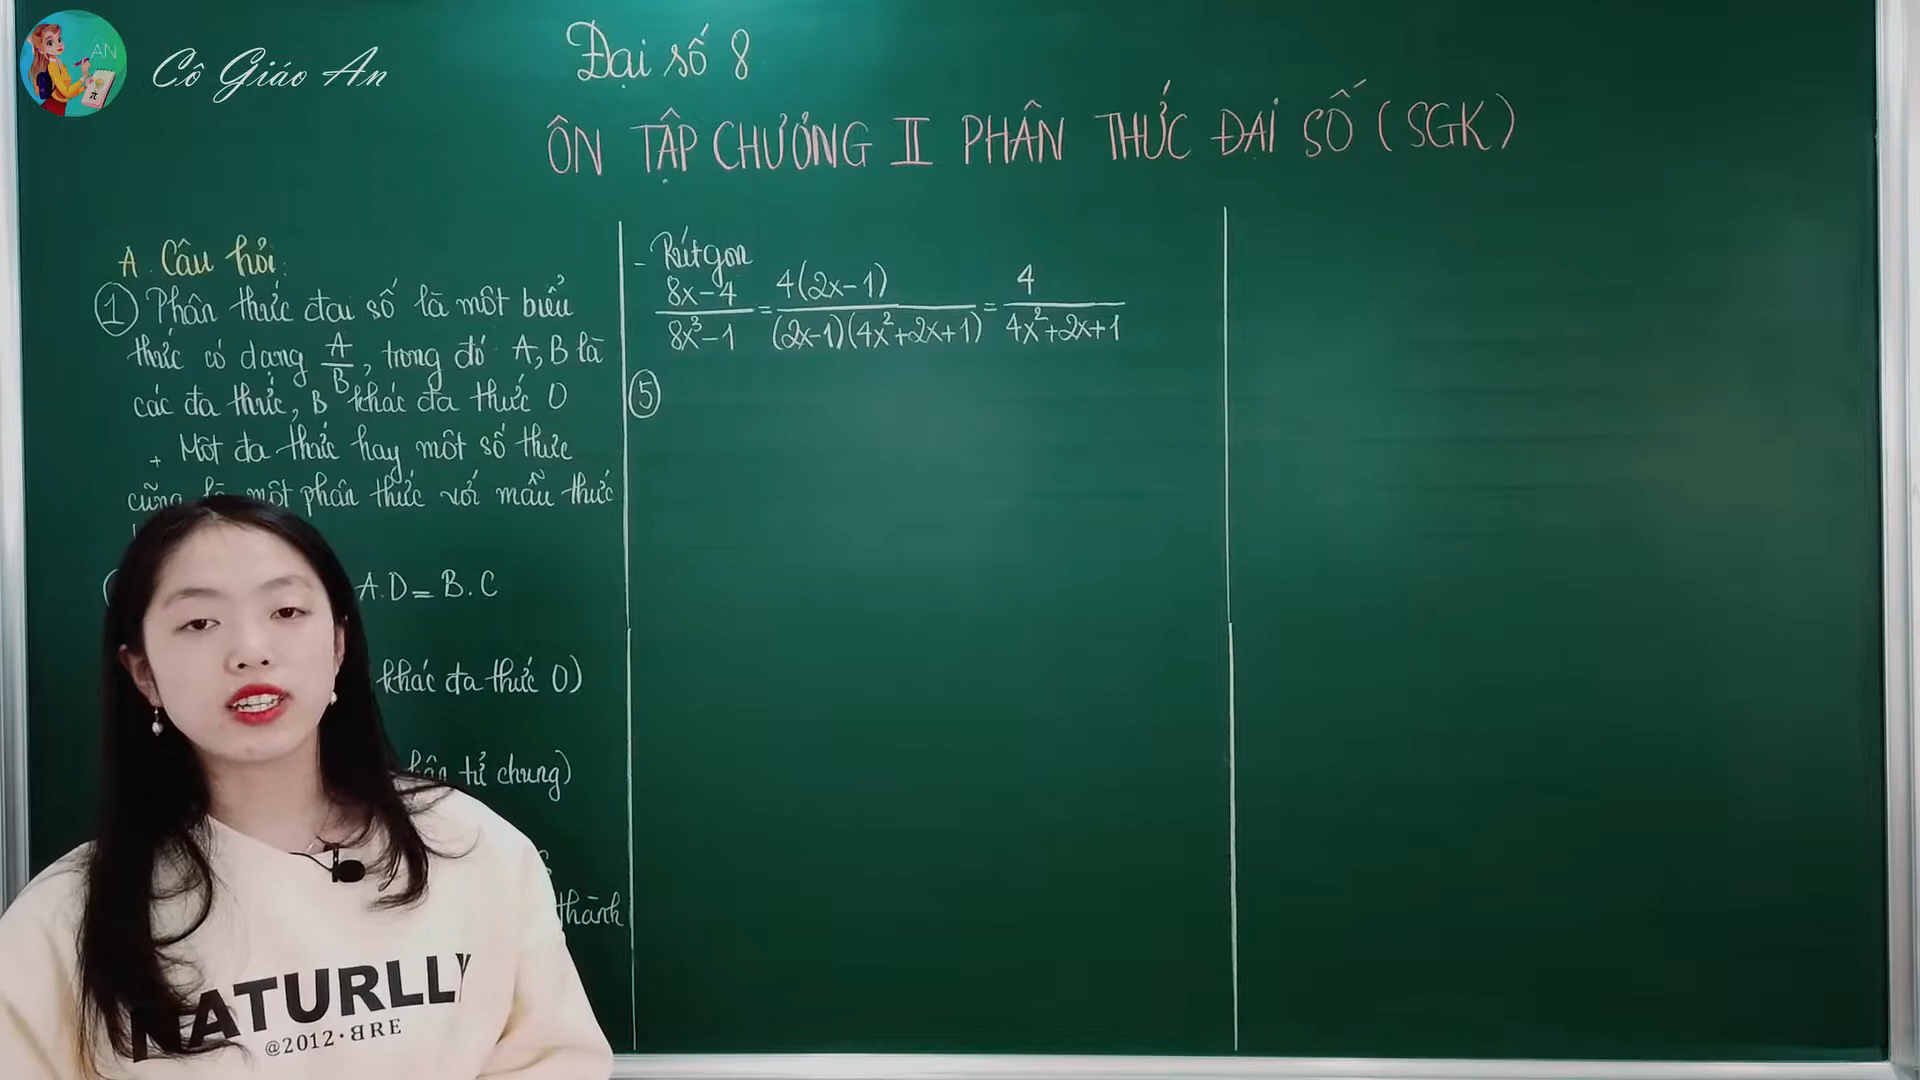 AN
Cô Giáo An
Đại số 8
ÔN TẬP CHƯƠNG II PHÂN THỨC ĐẠI SỐ (SGK)
A. Câu hỏi:
① Phân thức đại số là một biểu
thức có dạng A/B, trong đó A, B là
các đa thức, B khác đa thức 0
+ Một đa thức hay một số thực
cũng là một phân thức với mẫu thức
A.D = B.C
khác đa thức 0)
tử chung)
thành
- Rút gọn
(8x-4)/(8x³-1) = 4(2x-1)/((2x-1)(4x²+2x+1)) = 4/(4x²+2x+1)
⑤
NATURLLY
@2012·BRE